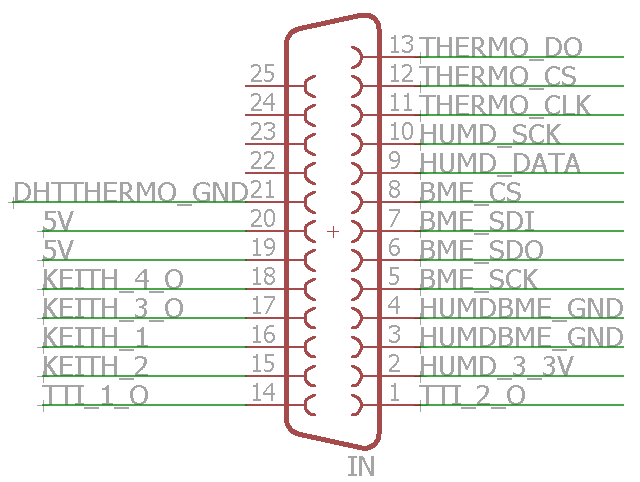 13 THERMO_DO
25 12 THERMO_CS
24 11 THERMO_CLK
23 10 HUMD_SCK
22 9 HUMD_DATA
DHTTHERMO_GND 21 8 BME_CS
5V 20 7 BME_SDI
5V 19 6 BME_SDO
KEITH_4_O 18 5 BME_SCK
KEITH_3_O 17 4 HUMDBME_GND
KEITH_1 16 3 HUMDBME_GND
KEITH_2 15 2 HUMD_3_3V
TTI_1_O 14 1 TTI_2_O
IN